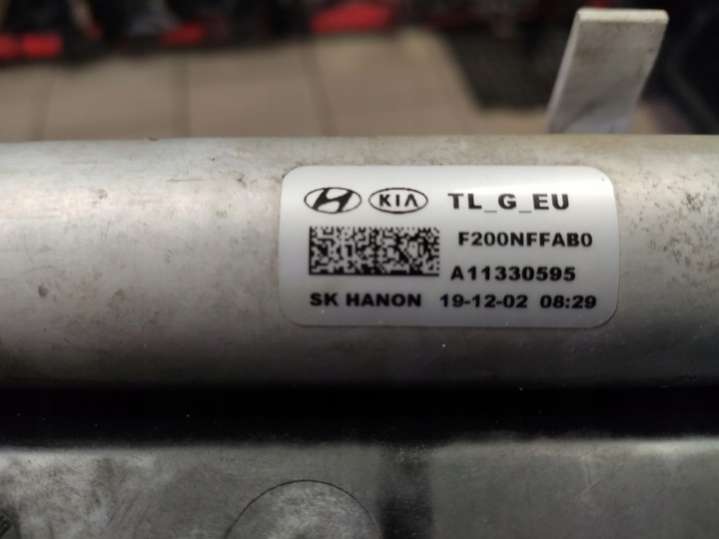 KIA TL_G_EU
F200NFFAB0
A11330595
SK HANON 19-12-02 08:29